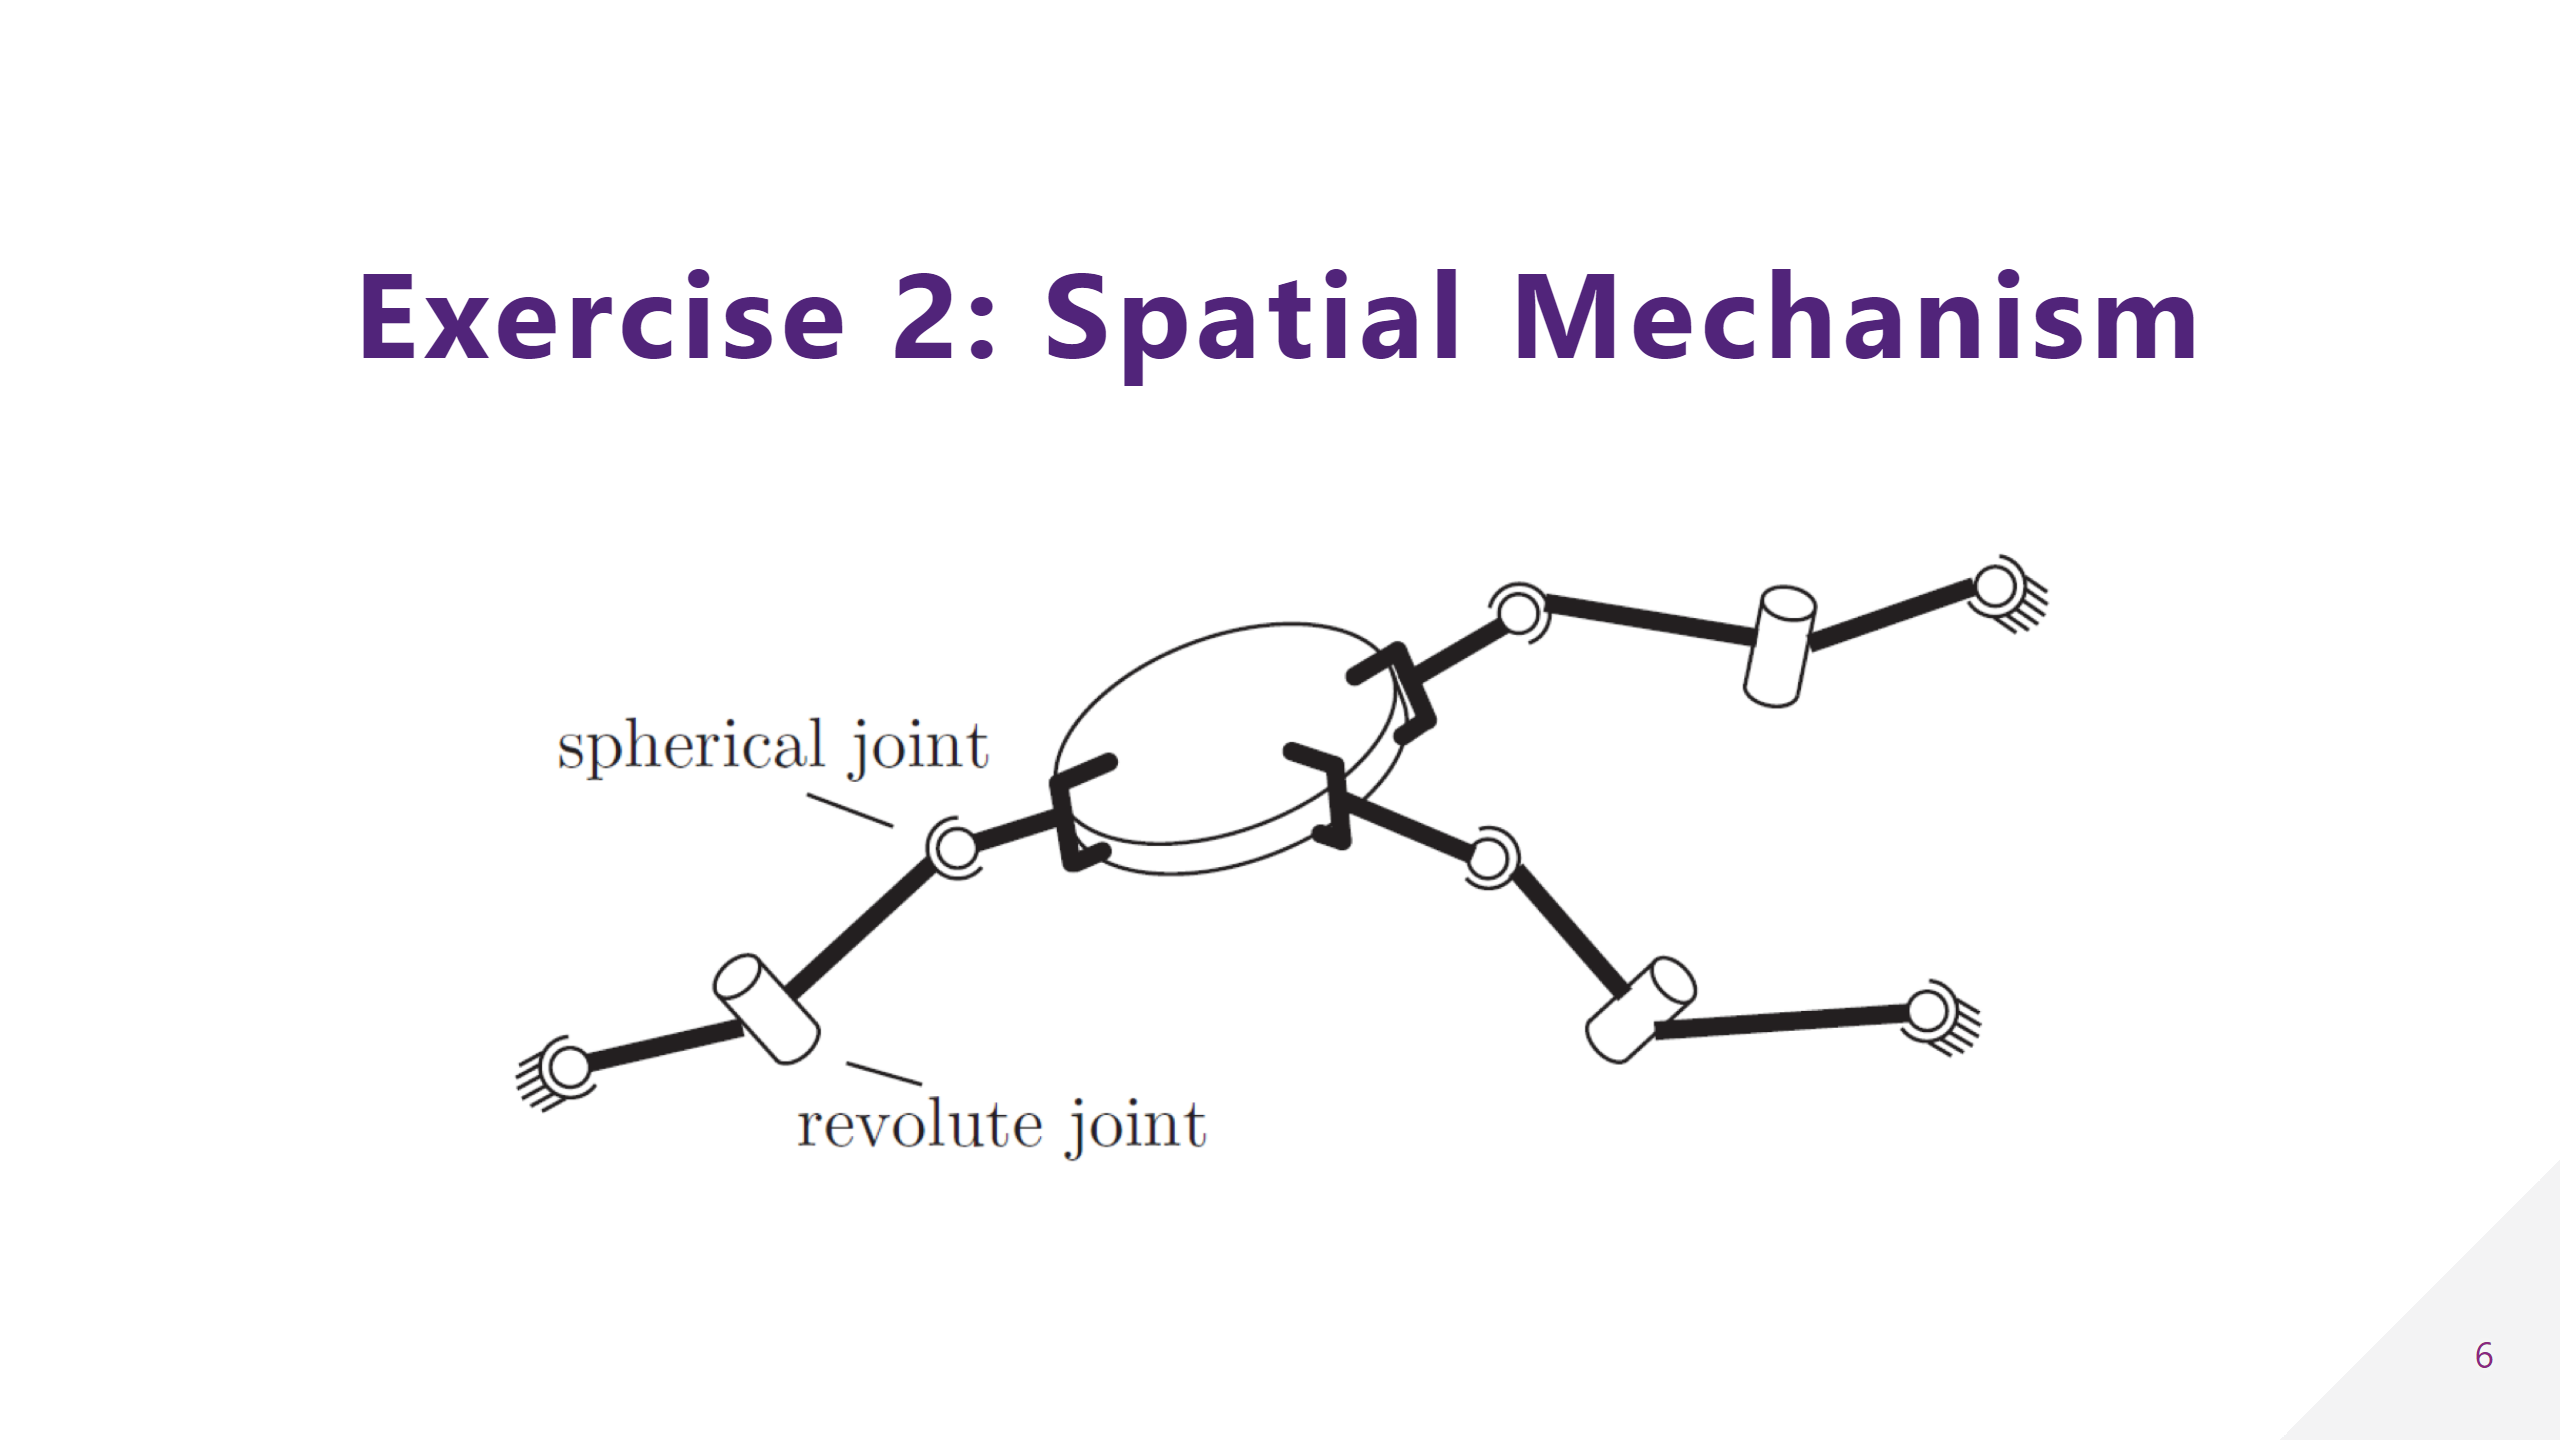 Exercise 2: Spatial Mechanism
spherical joint
revolute joint
6